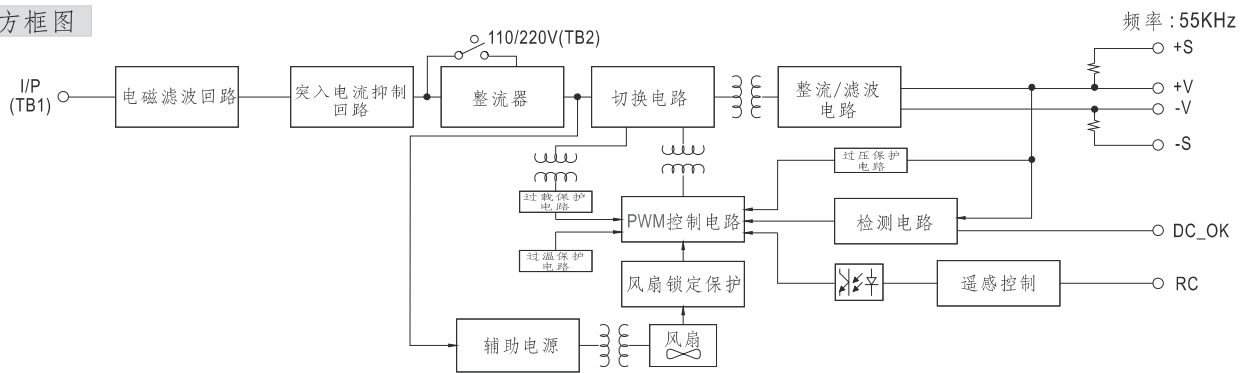 方框图
频率 : 55KHz
I/P
(TB1)
电磁滤波回路
突入电流抑制
回路
110/220V(TB2)
整流器
切换电路
整流/滤波
电路
+S
+V
-V
-S
过载保护
电路
过压保护
电路
PWM控制电路
检测电路
DC_OK
过温保护
电路
风扇锁定保护
遥感控制
RC
辅助电源
风扇